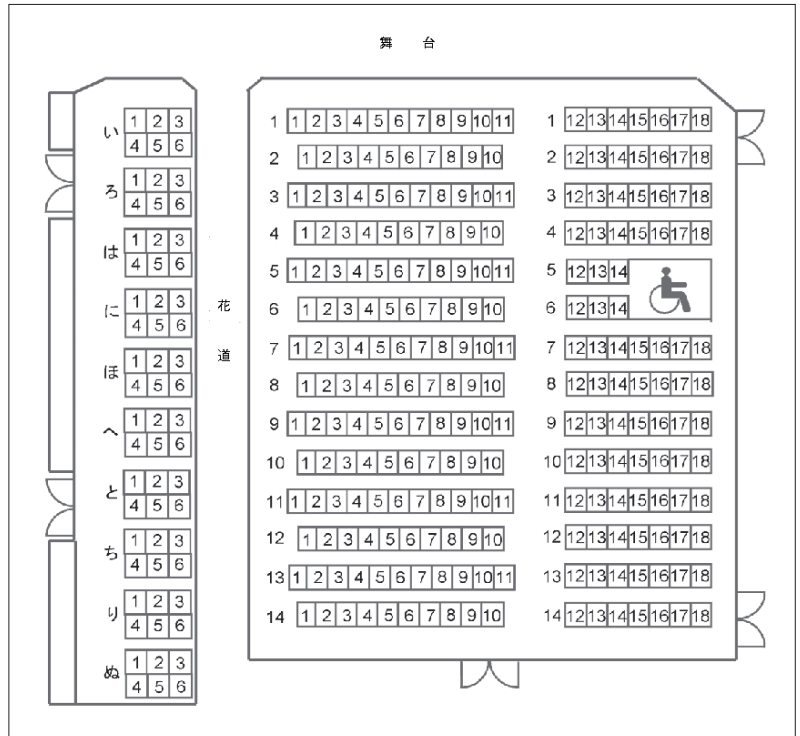 舞 台
い 1 2 3
4 5 6
ろ 1 2 3
4 5 6
は 1 2 3
4 5 6
に 1 2 3
4 5 6
ほ 1 2 3
4 5 6
へ 1 2 3
4 5 6
と 1 2 3
4 5 6
ち 1 2 3
4 5 6
り 1 2 3
4 5 6
ぬ 1 2 3
4 5 6
花
道
1 1 2 3 4 5 6 7 8 9 10 11
2 1 2 3 4 5 6 7 8 9 10
3 1 2 3 4 5 6 7 8 9 10 11
4 1 2 3 4 5 6 7 8 9 10
5 1 2 3 4 5 6 7 8 9 10 11
6 1 2 3 4 5 6 7 8 9 10
7 1 2 3 4 5 6 7 8 9 10 11
8 1 2 3 4 5 6 7 8 9 10
9 1 2 3 4 5 6 7 8 9 10 11
10 1 2 3 4 5 6 7 8 9 10
11 1 2 3 4 5 6 7 8 9 10 11
12 1 2 3 4 5 6 7 8 9 10
13 1 2 3 4 5 6 7 8 9 10 11
14 1 2 3 4 5 6 7 8 9 10
1 12 13 14 15 16 17 18
2 12 13 14 15 16 17 18
3 12 13 14 15 16 17 18
4 12 13 14 15 16 17 18
5 12 13 14
6 12 13 14
7 12 13 14 15 16 17 18
8 12 13 14 15 16 17 18
9 12 13 14 15 16 17 18
10 12 13 14 15 16 17 18
11 12 13 14 15 16 17 18
12 12 13 14 15 16 17 18
13 12 13 14 15 16 17 18
14 12 13 14 15 16 17 18